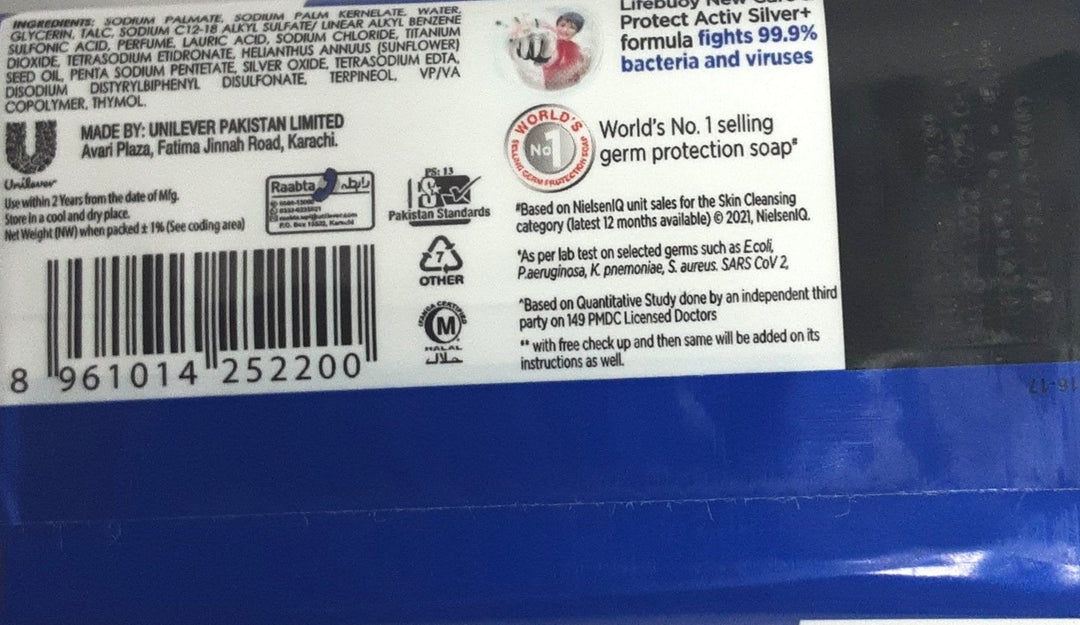 INGREDIENTS: SODIUM PALMATE, SODIUM PALM KERNELATE, WATER,
GLYCERIN, TALC, SODIUM C12-18 ALKYL SULFATE/ LINEAR ALKYL BENZENE
SULFONIC ACID, PERFUME, LAURIC ACID, SODIUM CHLORIDE, TITANIUM
DIOXIDE, TETRASODIUM ETIDRONATE, HELIANTHUS ANNUUS (SUNFLOWER)
SEED OIL, PENTA SODIUM PENTETATE, SILVER OXIDE, TETRASODIUM EDTA,
DISODIUM DISTYRYLBIPHENYL DISULFONATE, TERPINEOL, VP/VA
COPOLYMER, THYMOL.
MADE BY: UNILEVER PAKISTAN LIMITED
Avari Plaza, Fatima Jinnah Road, Karachi.
Unilever
Use within 2 Years from the date of Mfg.
Store in a cool and dry place.
Net Weight (NW) when packed ± 1% (See coding area)
Raabta رابطہ
P.O. Box
PS: 13
Pakistan Standards
7
OTHER
M
HALAL
حلال
8 961014 252200
Lifebuoy New
Protect Activ Silver+
formula fights 99.9%
bacteria and viruses
WORLD'S
No 1
SELLING GERM PROTECTION SOAP
World's No. 1 selling
germ protection soap#
#Based on NielsenIQ unit sales for the Skin Cleansing
category (latest 12 months available) © 2021, NielsenIQ.
*As per lab test on selected germs such as E.coli,
P.aeruginosa, K. pnemoniae, S. aureus. SARS CoV 2,
^Based on Quantitative Study done by an independent third
party on 149 PMDC Licensed Doctors
** with free check up and then same will be added on its
instructions as well.